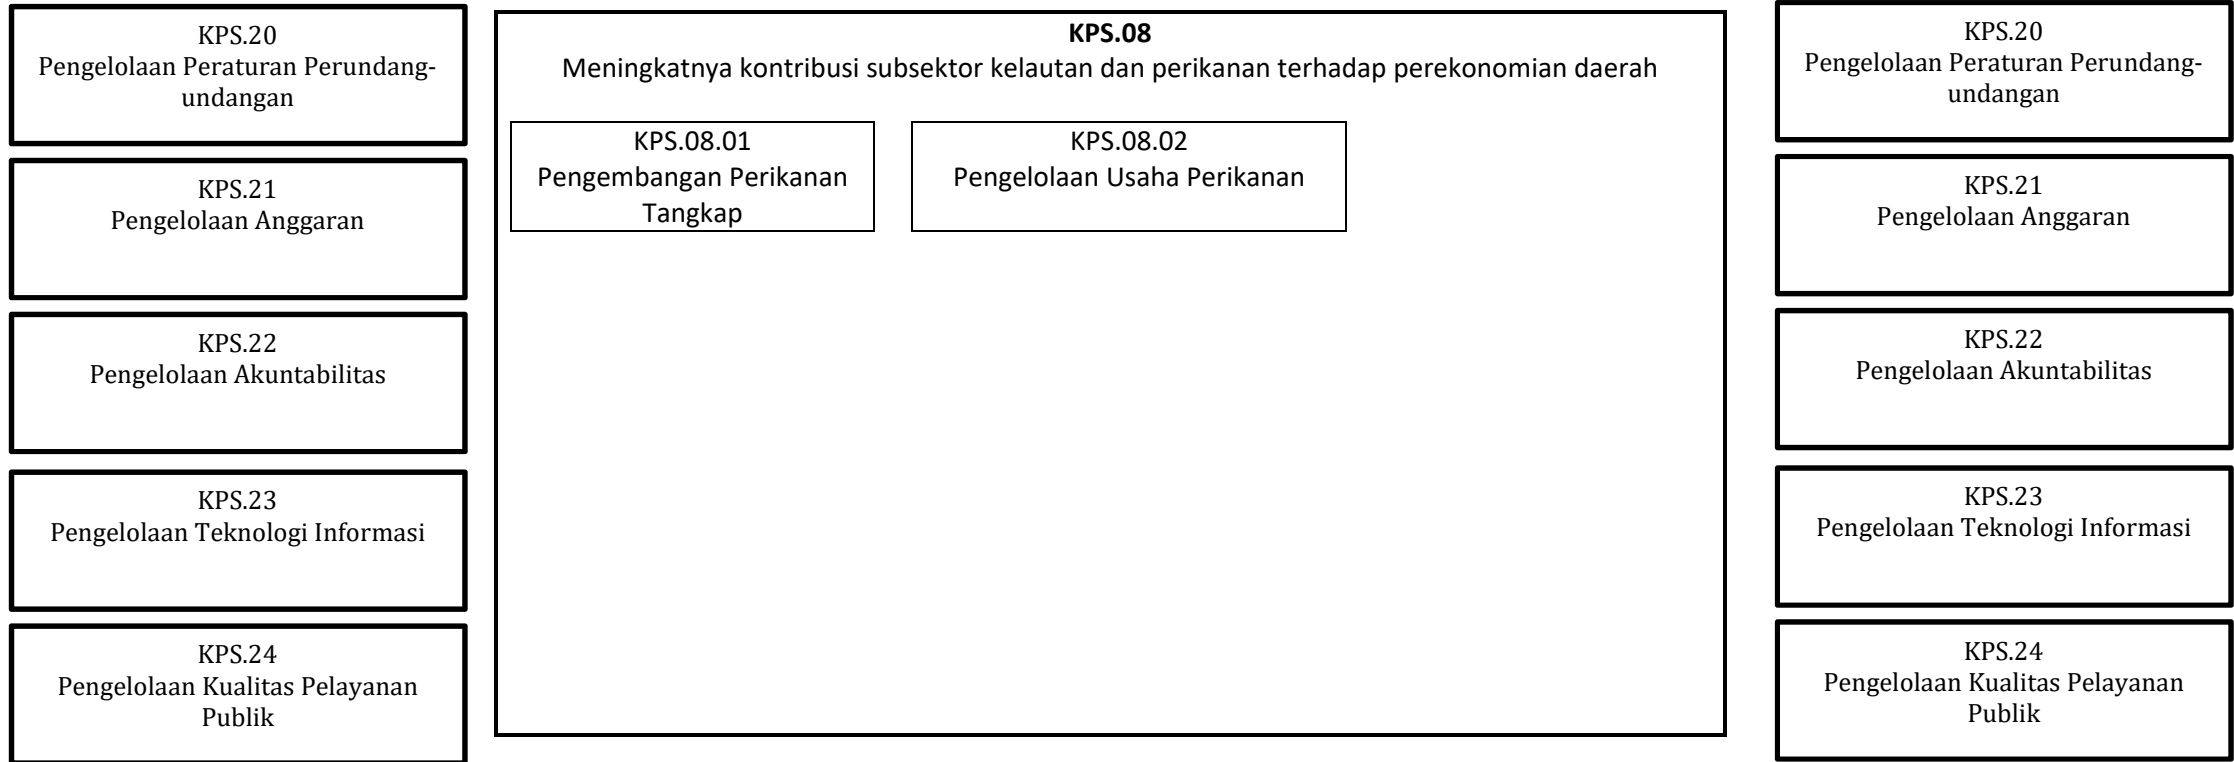 KPS.20
Pengelolaan Peraturan Perundang-
undangan
KPS.21
Pengelolaan Anggaran
KPS.22
Pengelolaan Akuntabilitas
KPS.23
Pengelolaan Teknologi Informasi
KPS.24
Pengelolaan Kualitas Pelayanan
Publik
KPS.08
Meningkatnya kontribusi subsektor kelautan dan perikanan terhadap perekonomian daerah
KPS.08.01
Pengembangan Perikanan
Tangkap
KPS.08.02
Pengelolaan Usaha Perikanan
KPS.20
Pengelolaan Peraturan Perundang-
undangan
KPS.21
Pengelolaan Anggaran
KPS.22
Pengelolaan Akuntabilitas
KPS.23
Pengelolaan Teknologi Informasi
KPS.24
Pengelolaan Kualitas Pelayanan
Publik